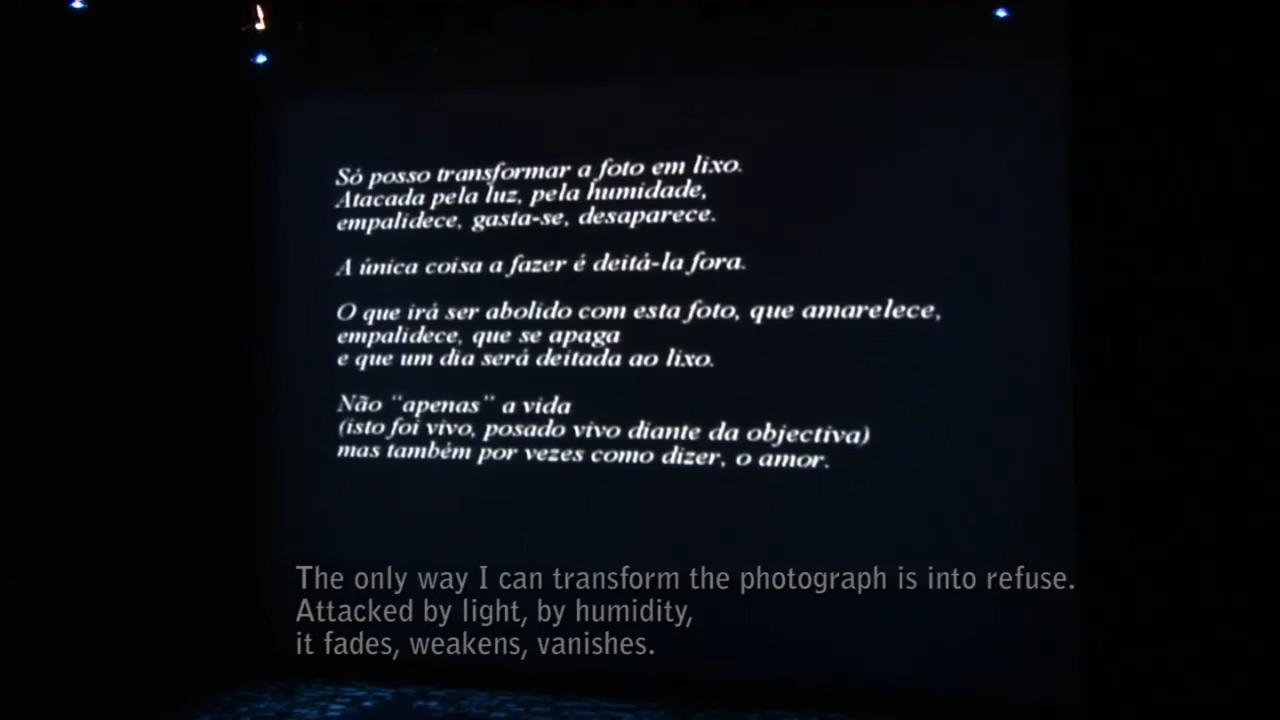 Só posso transformar a foto em lixo.
Atacada pela luz, pela humidade,
empalidece, gasta-se, desaparece.
A única coisa a fazer é deitá-la fora.
O que irá ser abolido com esta foto, que amarelece,
empalidece, que se apaga
e que um dia será deitada ao lixo.
Não "apenas" a vida
(isto foi vivo, posado vivo diante da objectiva)
mas também por vezes como dizer, o amor.
The only way I can transform the photograph is into refuse.
Attacked by light, by humidity,
it fades, weakens, vanishes.